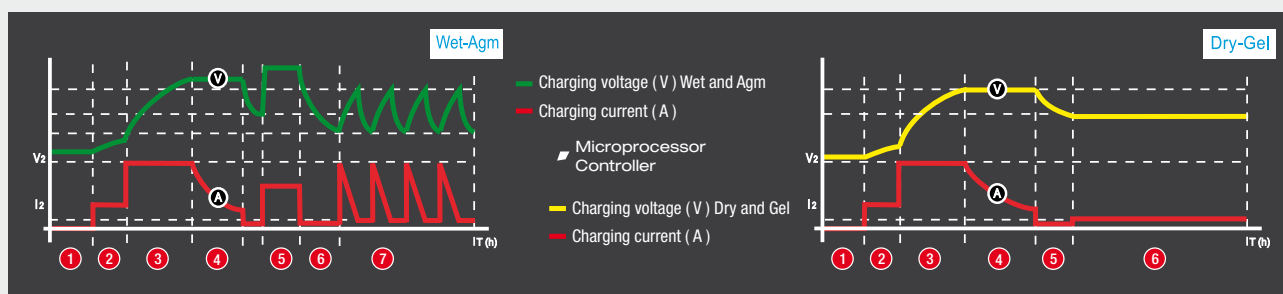 Wet-Agm
V
A
V2
I2
IT (h)
1 2 3 4 5 6 7
Charging voltage ( V ) Wet and Agm
Charging current ( A )
Microprocessor
Controller
Charging voltage ( V ) Dry and Gel
Charging current ( A )
Dry-Gel
V
A
V2
I2
IT (h)
1 2 3 4 5 6